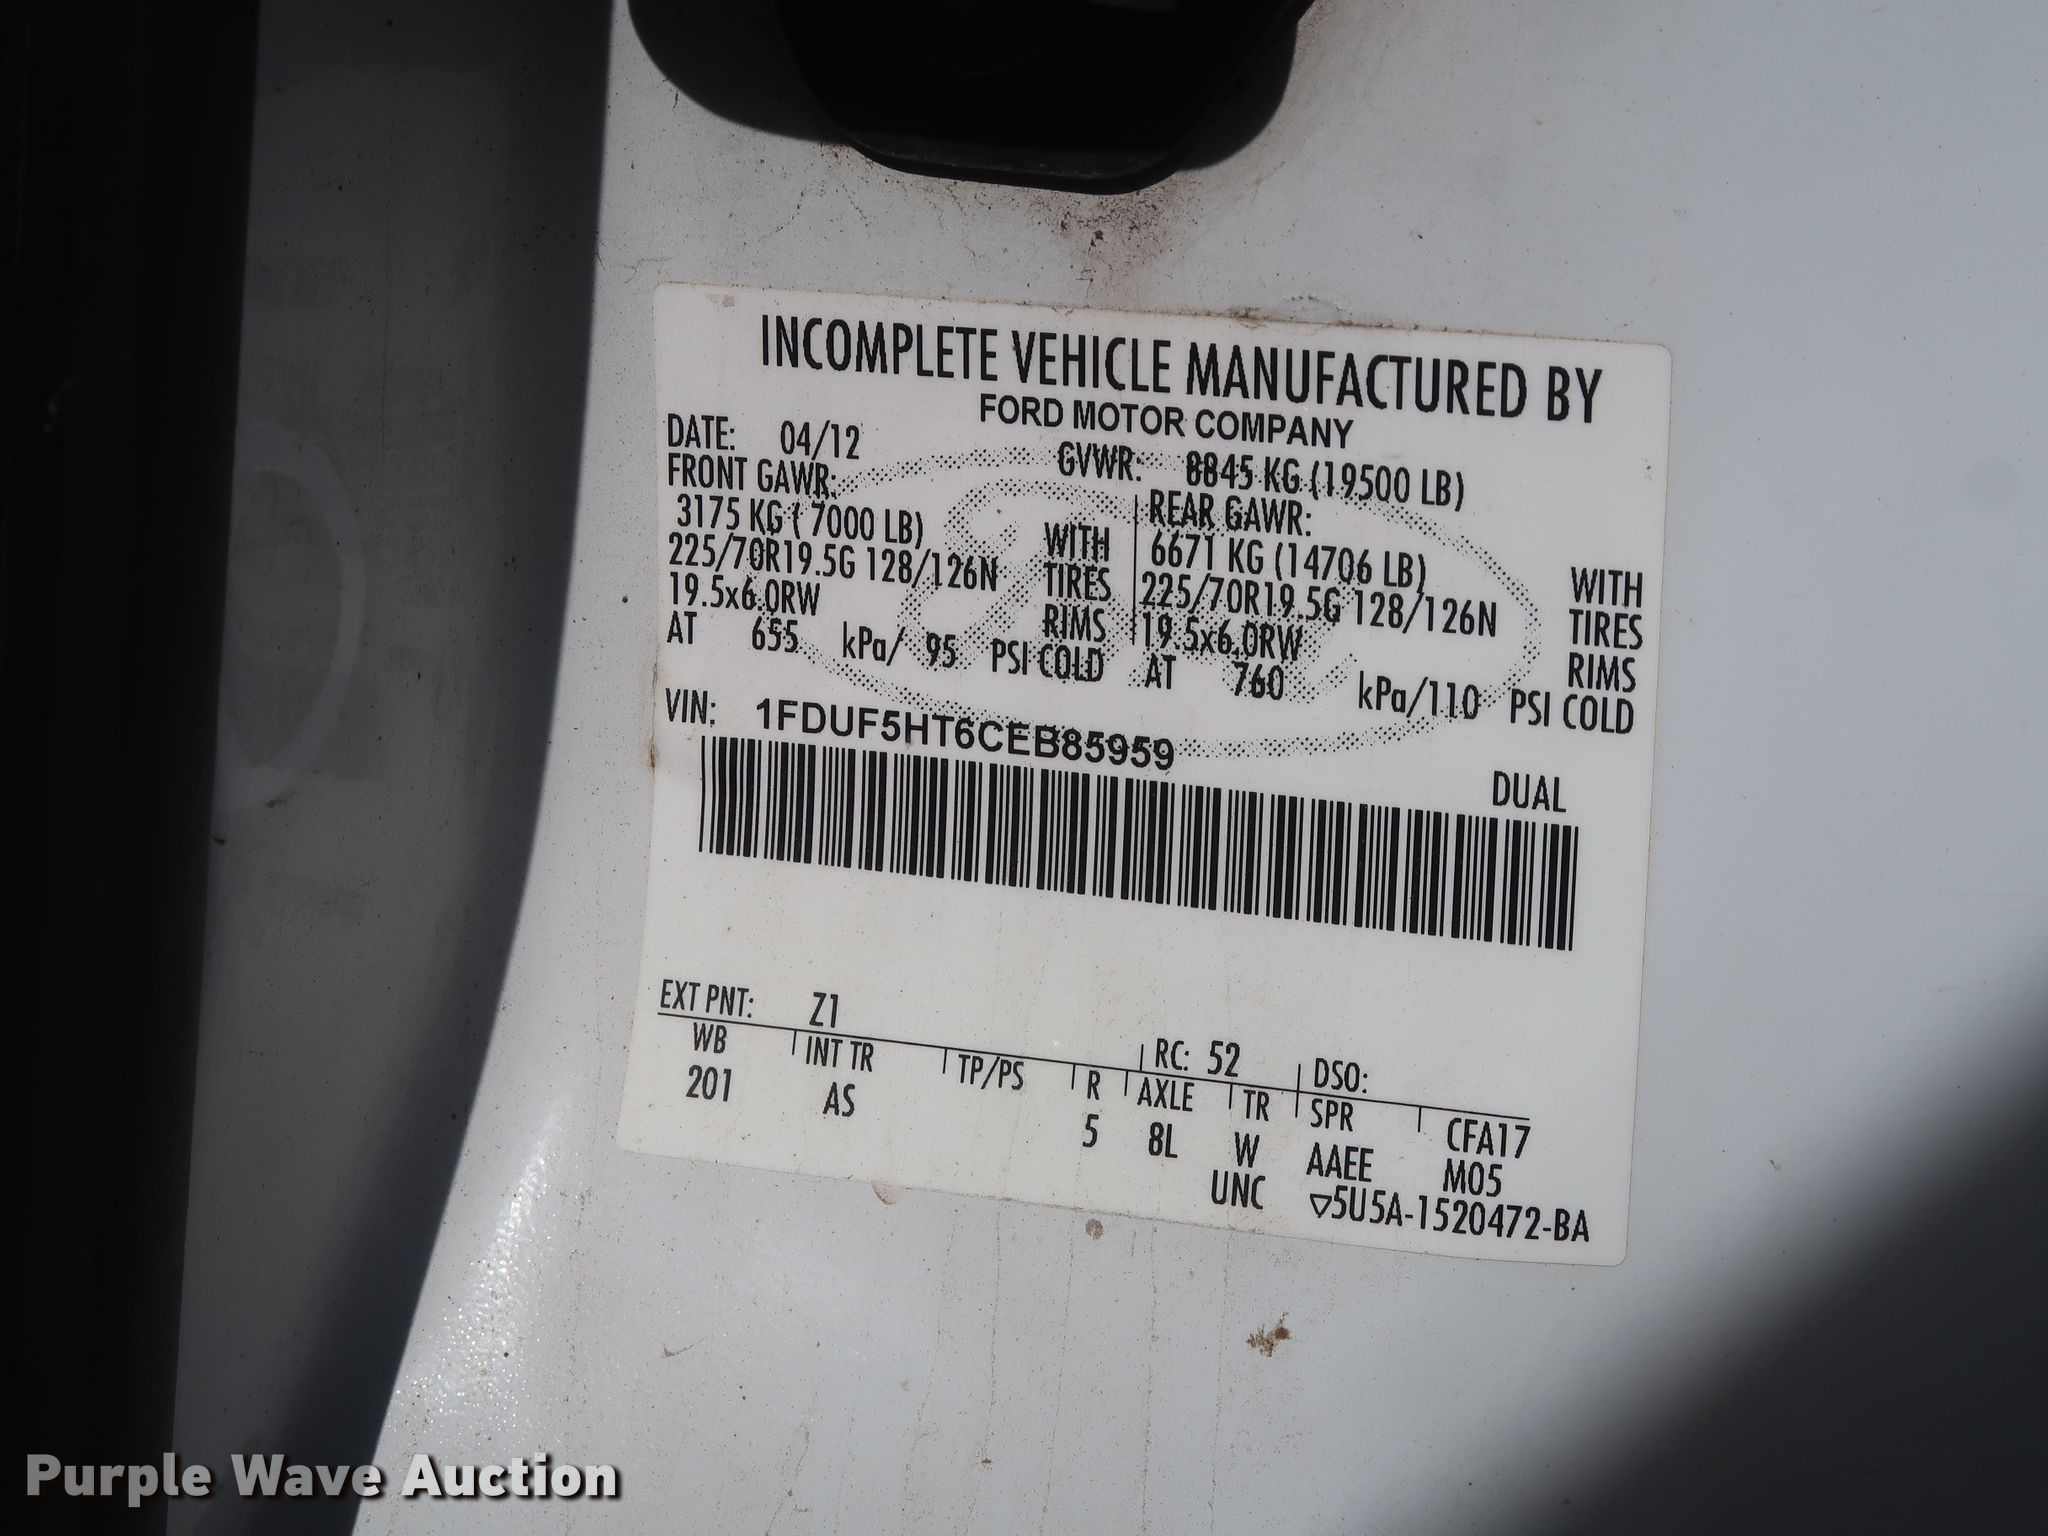 INCOMPLETE VEHICLE MANUFACTURED BY
FORD MOTOR COMPANY
DATE: 04/12 GVWR: 8845 KG (19500 LB)
FRONT GAWR: REAR GAWR:
3175 KG ( 7000 LB) WITH 6671 KG (14706 LB) WITH
225/70R19.5G 128/126N TIRES 225/70R19.5G 128/126N TIRES
19.5x6.0RW RIMS 19.5x6.0RW RIMS
AT 655 kPa/ 95 PSI COLD AT 760 kPa/110 PSI COLD
VIN: 1FDUF5HT6CEB85959
DUAL
EXT PNT: Z1 RC: 52 DSO:
WB INT TR TP/PS R AXLE TR SPR CFA17
201 AS 5 8L W AAEE M05
UNC ▽5U5A-1520472-BA
Purple Wave Auction